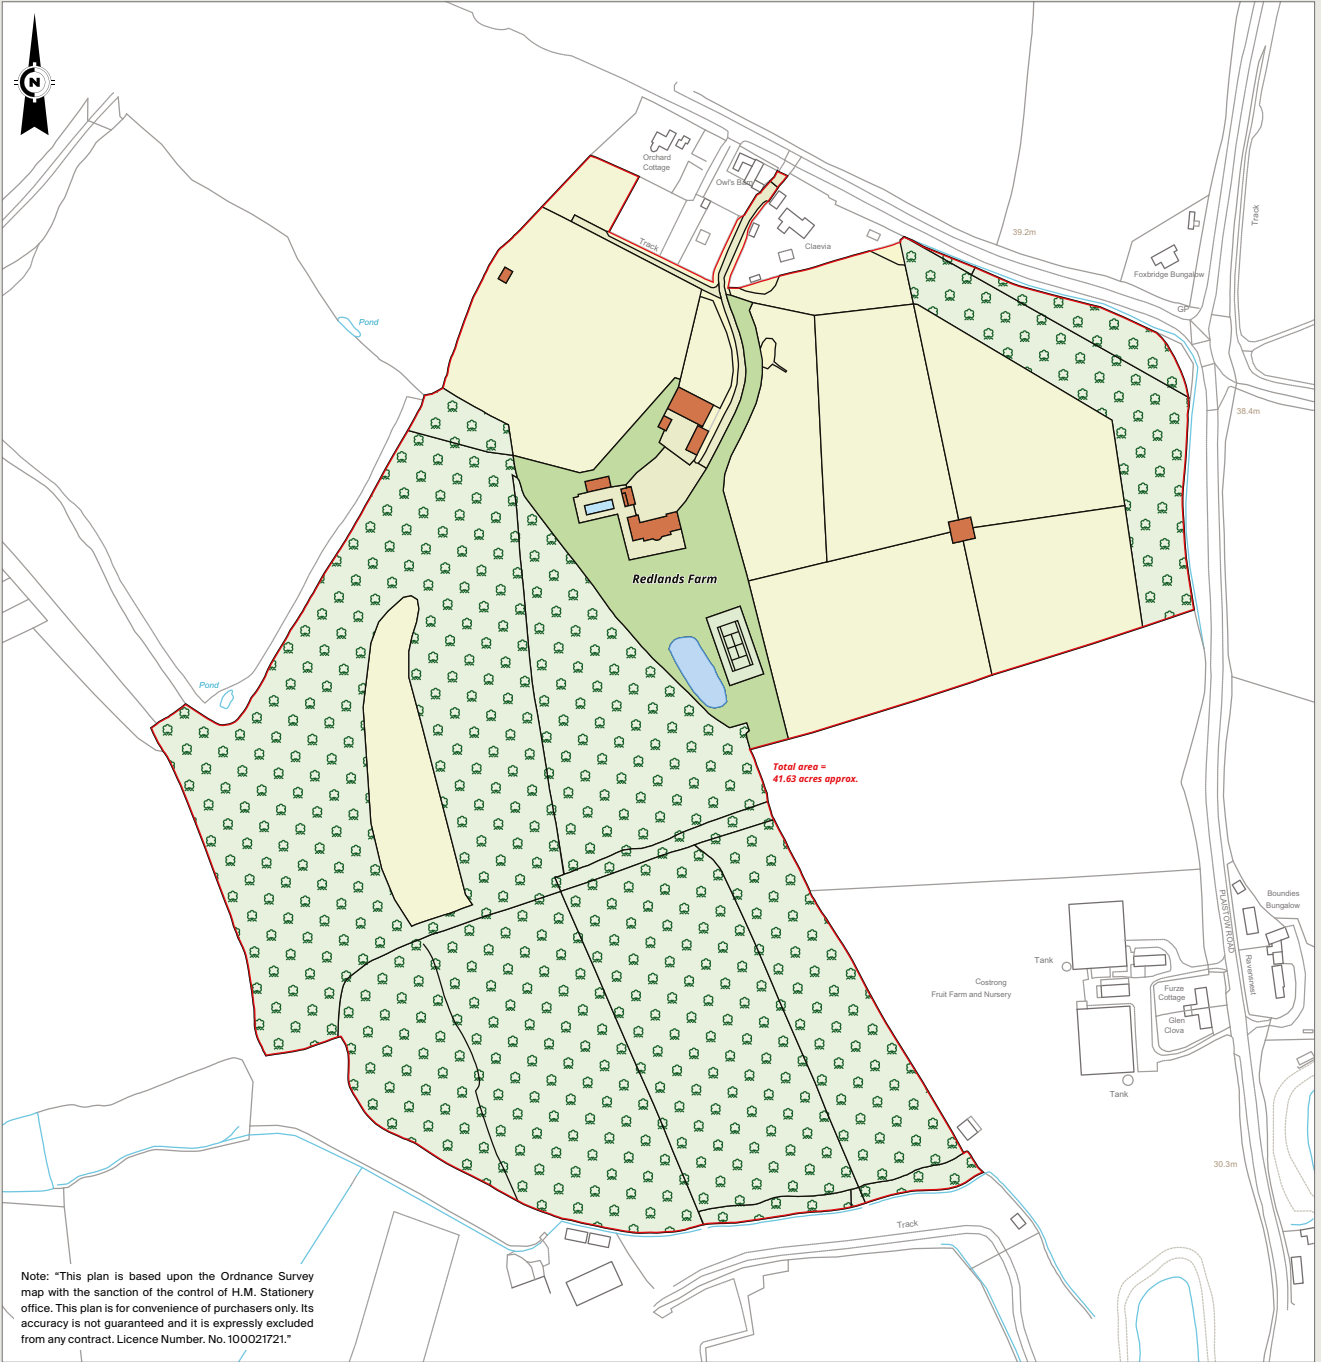 N
Orchard
Cottage
Owl's Barn
Track
Claevia
39.2m
Track
Foxbridge Bungalow
GP
Pond
38.4m
Redlands Farm
Pond
Total area =
41.63 acres approx.
PLAISTOW ROAD
Boundies
Bungalow
Tank
Ravensnest
Costrong
Fruit Farm and Nursery
Furze
Cottage
Glen
Clova
Tank
30.3m
Track
Note: “This plan is based upon the Ordnance Survey
map with the sanction of the control of H.M. Stationery
office. This plan is for convenience of purchasers only. Its
accuracy is not guaranteed and it is expressly excluded
from any contract. Licence Number. No. 100021721.”